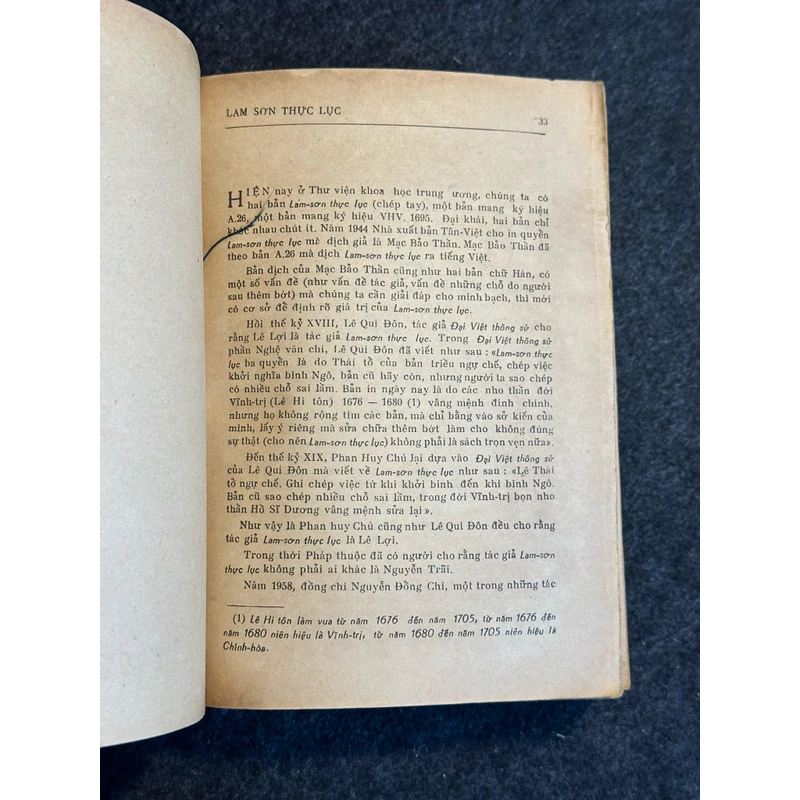 LAM SƠN THỰC LỤC
33
HIỆN nay ở Thư viện khoa học trung ương, chúng ta có
hai bản Lam-sơn thực lục (chép tay), một bản mang ký hiệu
A.26, một bản mang ký hiệu VHV. 1695. Đại khái, hai bản chỉ
khác nhau chút ít. Năm 1944 Nhà xuất bản Tân-Việt cho in quyển
Lam-sơn thực lục mà dịch giả là Mạc Bảo Thần. Mạc Bảo Thần đã
theo bản A.26 mà dịch Lam-sơn thực lục ra tiếng Việt.
Bản dịch của Mạc Bảo Thần cũng như hai bản chữ Hán, có
một số vấn đề (như vấn đề tác giả, vấn đề những chỗ do người
sau thêm bớt) mà chúng ta cần giải đáp cho minh bạch, thì mới
có cơ sở để định rõ giá trị của Lam-sơn thực lục.
Hồi thế kỷ XVIII, Lê Quí Đôn, tác giả Đại Việt thông sử cho
rằng Lê Lợi là tác giả Lam-sơn thực lục. Trong Đại Việt thông sử
phần Nghệ văn chí, Lê Quí Đôn đã viết như sau : «Lam-sơn thực
lục ba quyển là do Thái tổ của bản triều ngự chế, chép việc
khởi nghĩa bình Ngô, bản cũ hãy còn, nhưng người ta sao chép
có nhiều chỗ sai lầm. Bản in ngày nay là do các nho thần đời
Vĩnh-trị (Lê Hi tôn) 1676 — 1680 (1) vâng mệnh đính chính,
nhưng họ không rộng tìm các bản, mà chỉ bằng vào sở kiến của
mình, lấy ý riêng mà sửa chữa thêm bớt làm cho không đúng
sự thật (cho nên Lam-sơn thực lục) không phải là sách trọn vẹn nữa».
Đến thế kỷ XIX, Phan Huy Chú lại dựa vào Đại Việt thông sử
của Lê Quí Đôn mà viết về Lam-sơn thực lục như sau : «Lê Thái
tổ ngự chế. Ghi chép việc từ khi khởi binh đến khi bình Ngô.
Bản cũ sao chép nhiều chỗ sai lầm, trong đời Vĩnh-trị bọn nho
thần Hồ Sĩ Dương vâng mệnh sửa lại».
Như vậy là Phan huy Chú cũng như Lê Quí Đôn đều cho rằng
tác giả Lam-sơn thực lục là Lê Lợi.
Trong thời Pháp thuộc đã có người cho rằng tác giả Lam-sơn
thực lục không phải ai khác là Nguyễn Trãi.
Năm 1958, đồng chí Nguyễn Đồng Chi, một trong những tác
(1) Lê Hi tôn làm vua từ năm 1676 đến năm 1705, từ năm 1676 đến
năm 1680 niên hiệu là Vĩnh-trị, từ năm 1680 đến năm 1705 niên hiệu là
Chính-hòa.